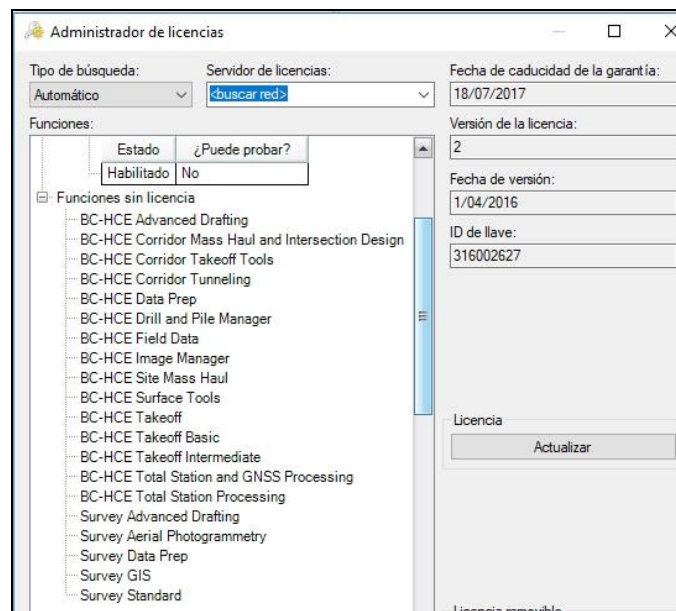 Administrador de licencias
Tipo de búsqueda:
Automático
Servidor de licencias:
<buscar red>
Funciones:
Estado ¿Puede probar?
Habilitado No
Funciones sin licencia
BC-HCE Advanced Drafting
BC-HCE Corridor Mass Haul and Intersection Design
BC-HCE Corridor Takeoff Tools
BC-HCE Corridor Tunneling
BC-HCE Data Prep
BC-HCE Drill and Pile Manager
BC-HCE Field Data
BC-HCE Image Manager
BC-HCE Site Mass Haul
BC-HCE Surface Tools
BC-HCE Takeoff
BC-HCE Takeoff Basic
BC-HCE Takeoff Intermediate
BC-HCE Total Station and GNSS Processing
BC-HCE Total Station Processing
Survey Advanced Drafting
Survey Aerial Photogrammetry
Survey Data Prep
Survey GIS
Survey Standard
Fecha de caducidad de la garantía:
18/07/2017
Versión de la licencia:
2
Fecha de versión:
1/04/2016
ID de llave:
316002627
Licencia
Actualizar
Licencia removible